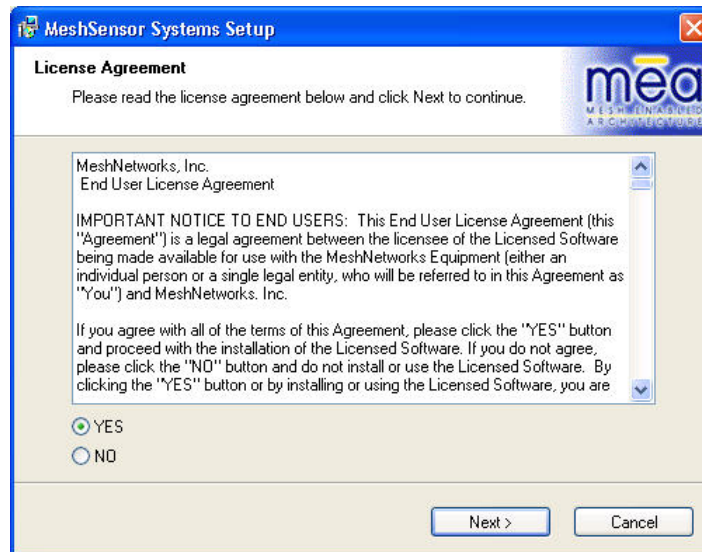 MeshSensor Systems Setup
License Agreement
Please read the license agreement below and click Next to continue.
mēa
MESH ENABLED
ARCHITECTURE
MeshNetworks, Inc.
End User License Agreement
IMPORTANT NOTICE TO END USERS: This End User License Agreement (this
"Agreement") is a legal agreement between the licensee of the Licensed Software
being made available for use with the MeshNetworks Equipment (either an
individual person or a single legal entity, who will be referred to in this Agreement as
"You") and MeshNetworks. Inc.
If you agree with all of the terms of this Agreement, please click the "YES" button
and proceed with the installation of the Licensed Software. If you do not agree,
please click the "NO" button and do not install or use the Licensed Software. By
clicking the "YES" button or by installing or using the Licensed Software, you are
YES
NO
Next >
Cancel